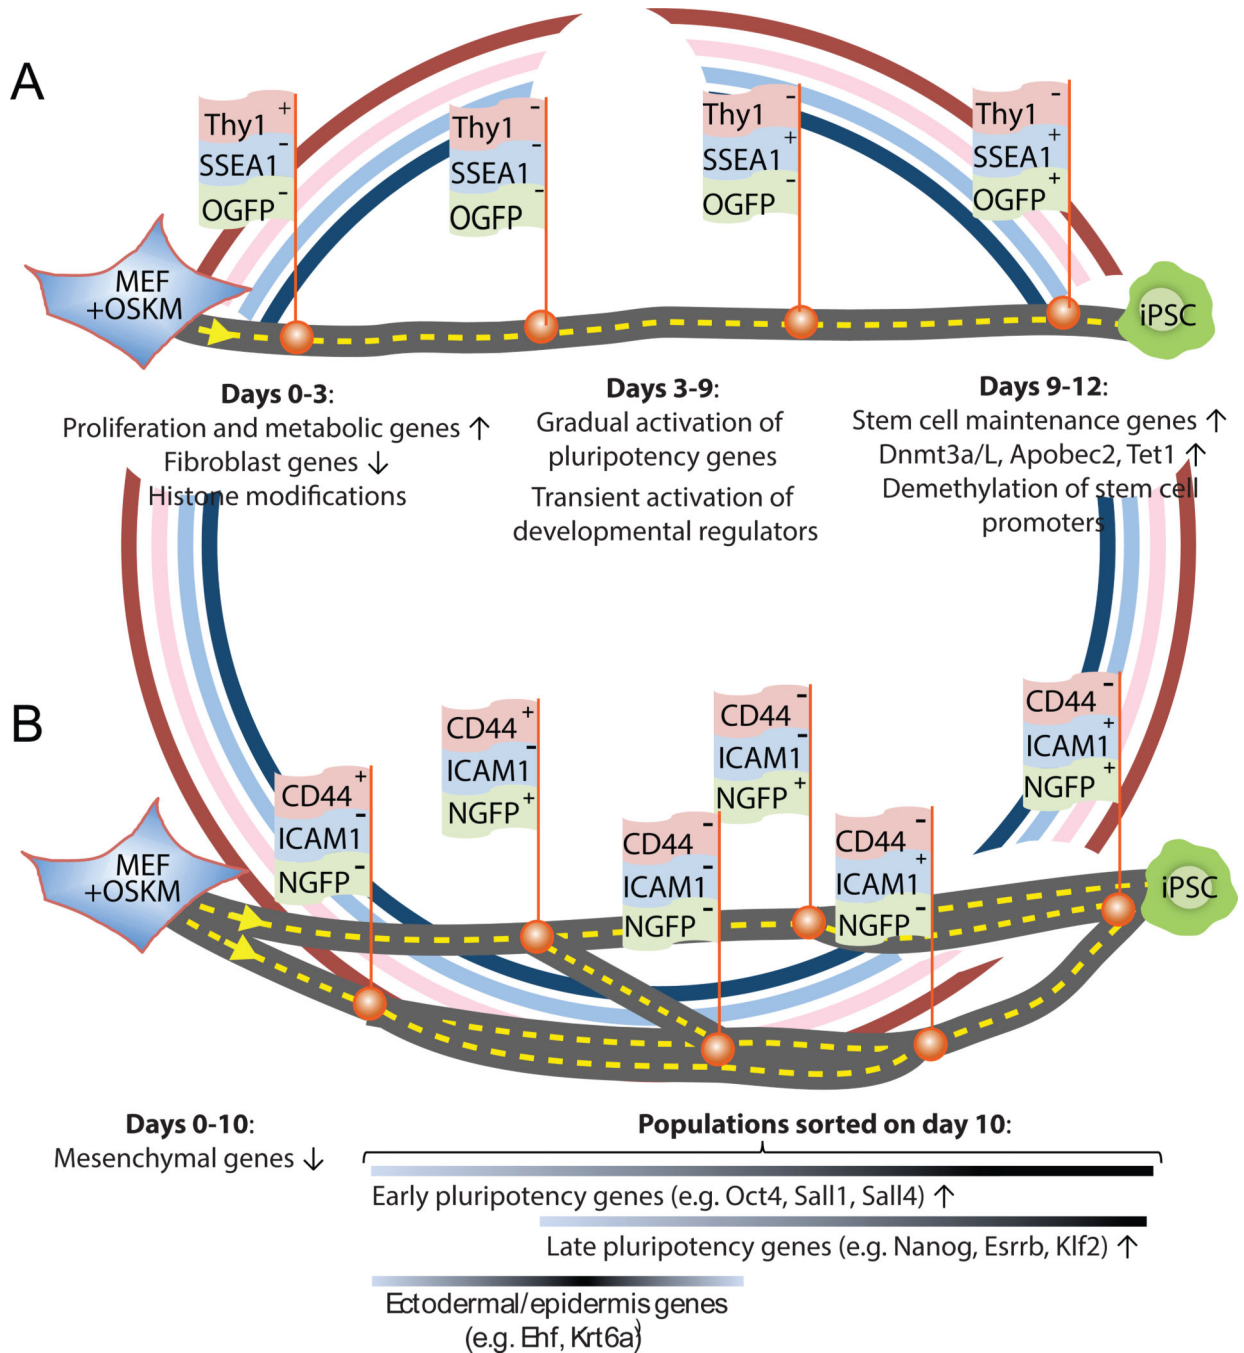 A
Thy1 +
SSEA1 -
OGFP -
Thy1 -
SSEA1 -
OGFP -
Thy1 -
SSEA1 +
OGFP -
Thy1 -
SSEA1 +
OGFP +
MEF
+OSKM
iPSC
Days 0-3:
Proliferation and metabolic genes ↑
Fibroblast genes ↓
Histone modifications
Days 3-9:
Gradual activation of
pluripotency genes
Transient activation of
developmental regulators
Days 9-12:
Stem cell maintenance genes ↑
Dnmt3a/L, Apobec2, Tet1 ↑
Demethylation of stem cell
promoters
B
CD44 +
ICAM1 -
NGFP -
CD44 +
ICAM1 -
NGFP +
CD44 -
ICAM1 -
NGFP -
CD44 -
ICAM1 -
NGFP +
CD44 -
ICAM1 +
NGFP -
CD44 -
ICAM1 +
NGFP +
MEF
+OSKM
iPSC
Days 0-10:
Mesenchymal genes ↓
Populations sorted on day 10:
Early pluripotency genes (e.g. Oct4, Sall1, Sall4) ↑
Late pluripotency genes (e.g. Nanog, Esrrb, Klf2) ↑
Ectodermal/epidermis genes
(e.g. Ehf, Krt6a)